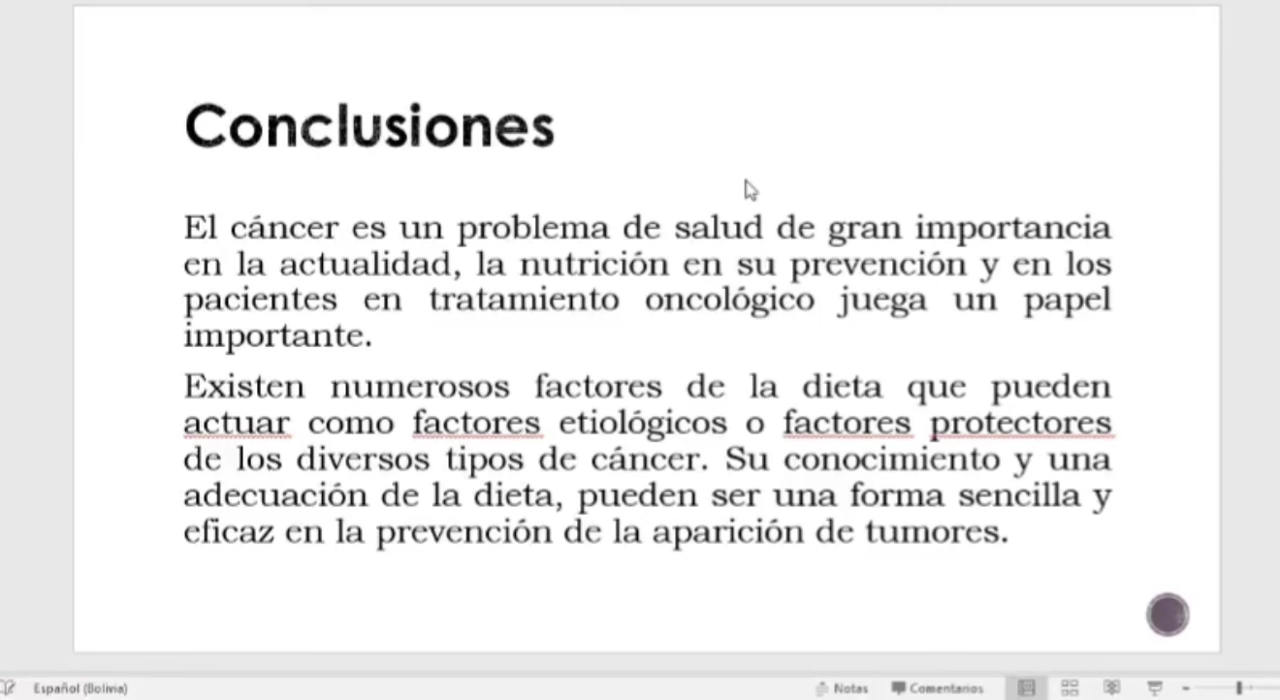 Conclusiones
El cáncer es un problema de salud de gran importancia
en la actualidad, la nutrición en su prevención y en los
pacientes en tratamiento oncológico juega un papel
importante.
Existen numerosos factores de la dieta que pueden
actuar como factores etiológicos o factores protectores
de los diversos tipos de cáncer. Su conocimiento y una
adecuación de la dieta, pueden ser una forma sencilla y
eficaz en la prevención de la aparición de tumores.
Español (Bolivia)
Notas
Comentarios